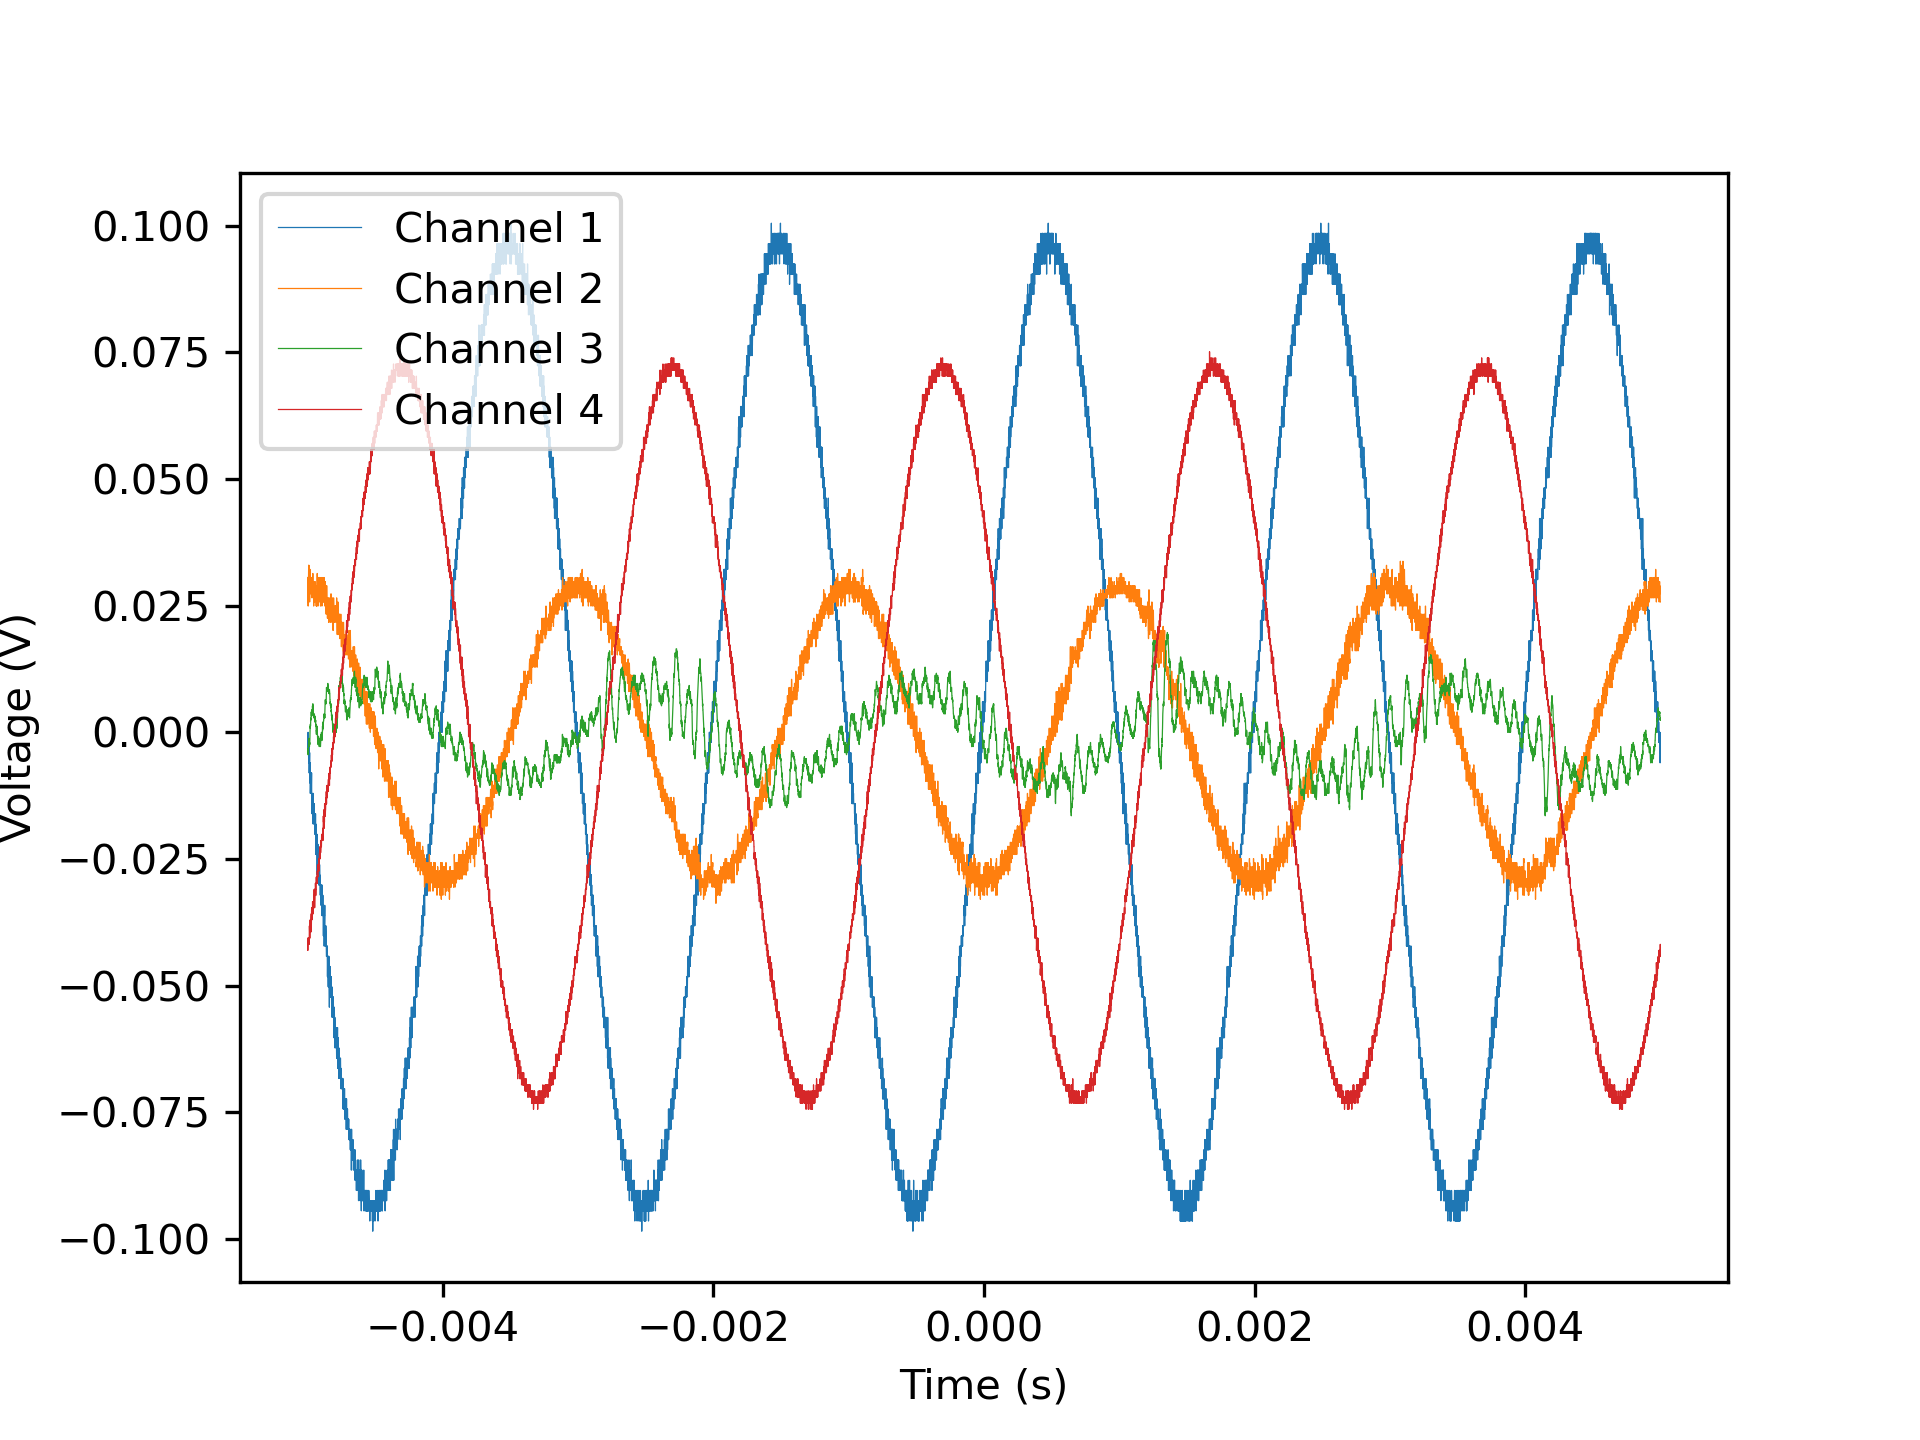 Channel 1
Channel 2
Channel 3
Channel 4
0.100
0.075
0.050
0.025
0.000
−0.025
−0.050
−0.075
−0.100
Voltage (V)
−0.004 −0.002 0.000 0.002 0.004
Time (s)